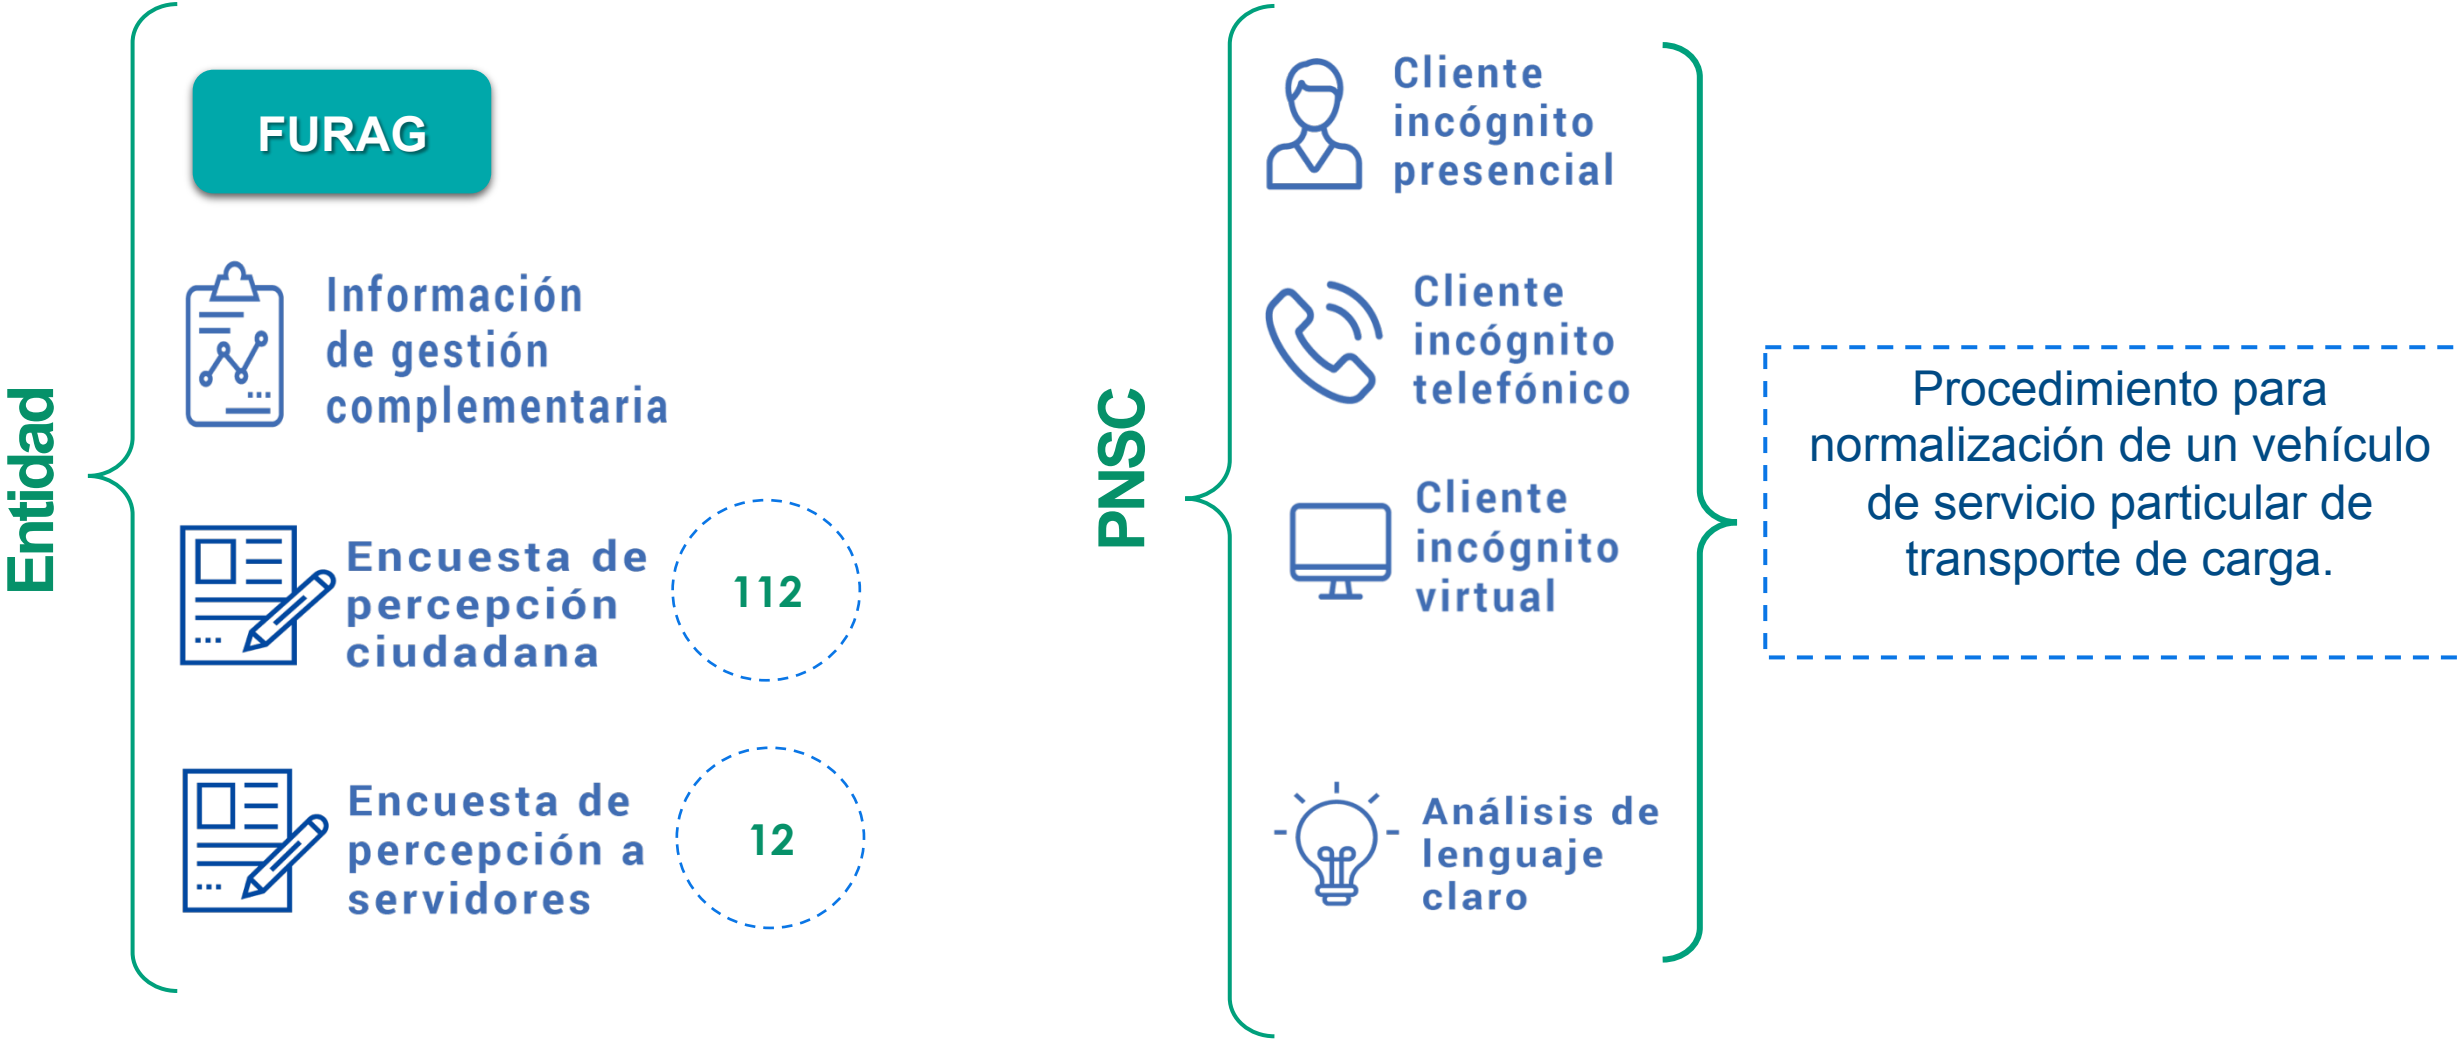 Entidad
FURAG
Información
de gestión
complementaria
Encuesta de
percepción
ciudadana
112
Encuesta de
percepción a
servidores
12
PNSC
Cliente
incógnito
presencial
Cliente
incógnito
telefónico
Cliente
incógnito
virtual
Análisis de
lenguaje
claro
Procedimiento para
normalización de un vehículo
de servicio particular de
transporte de carga.